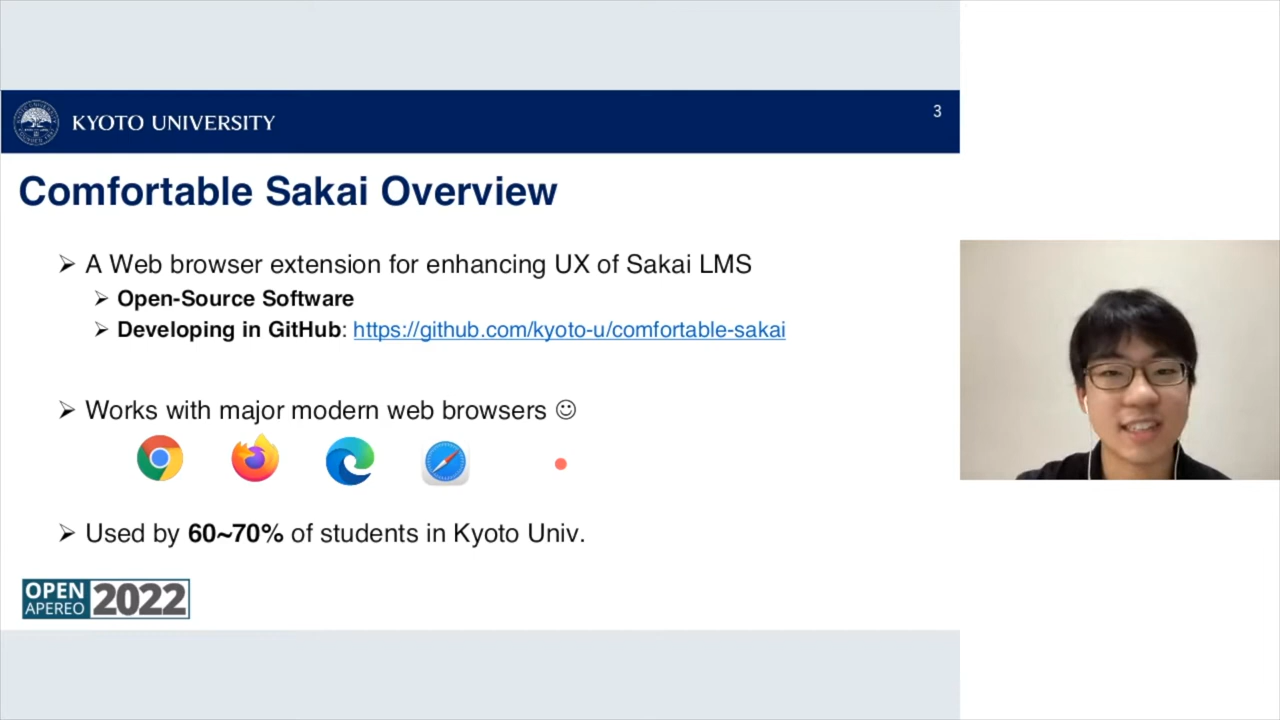 KYOTO UNIVERSITY
3
Comfortable Sakai Overview
➢ A Web browser extension for enhancing UX of Sakai LMS
➢ Open-Source Software
➢ Developing in GitHub: https://github.com/kyoto-u/comfortable-sakai
➢ Works with major modern web browsers ☺
➢ Used by 60~70% of students in Kyoto Univ.
OPEN
APEREO
2022